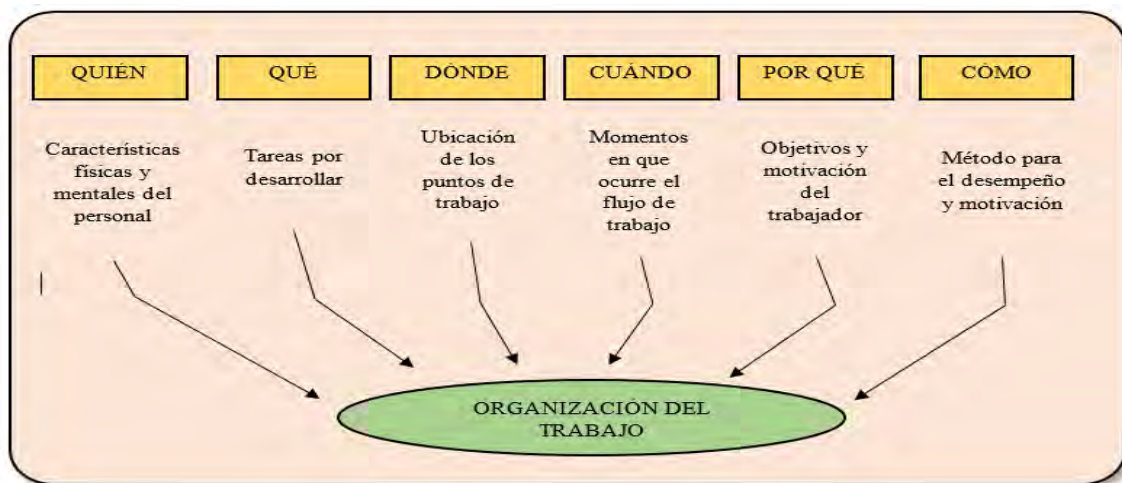 QUIÉN
QUÉ
DÓNDE
CUÁNDO
POR QUÉ
CÓMO
Características
físicas y
mentales del
personal
Tareas por
desarrollar
Ubicación
de los
puntos de
trabajo
Momentos
en que
ocurre el
flujo de
trabajo
Objetivos y
motivación
del
trabajador
Método para
el desempeño
y motivación
ORGANIZACIÓN DEL
TRABAJO